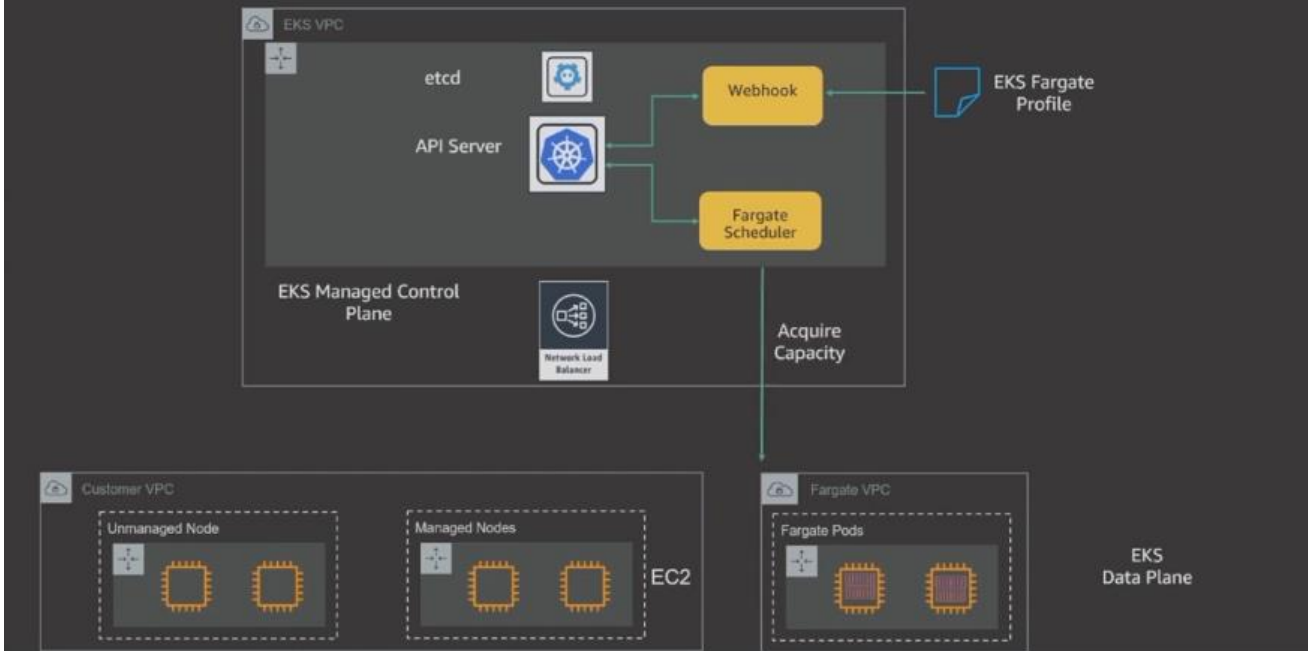 EKS VPC
etcd
Webhook
EKS Fargate
Profile
API Server
Fargate
Scheduler
EKS Managed Control
Plane
Network Load
Balancer
Acquire
Capacity
Customer VPC
Fargate VPC
Unmanaged Node
Managed Nodes
Fargate Pods
EC2
EKS
Data Plane